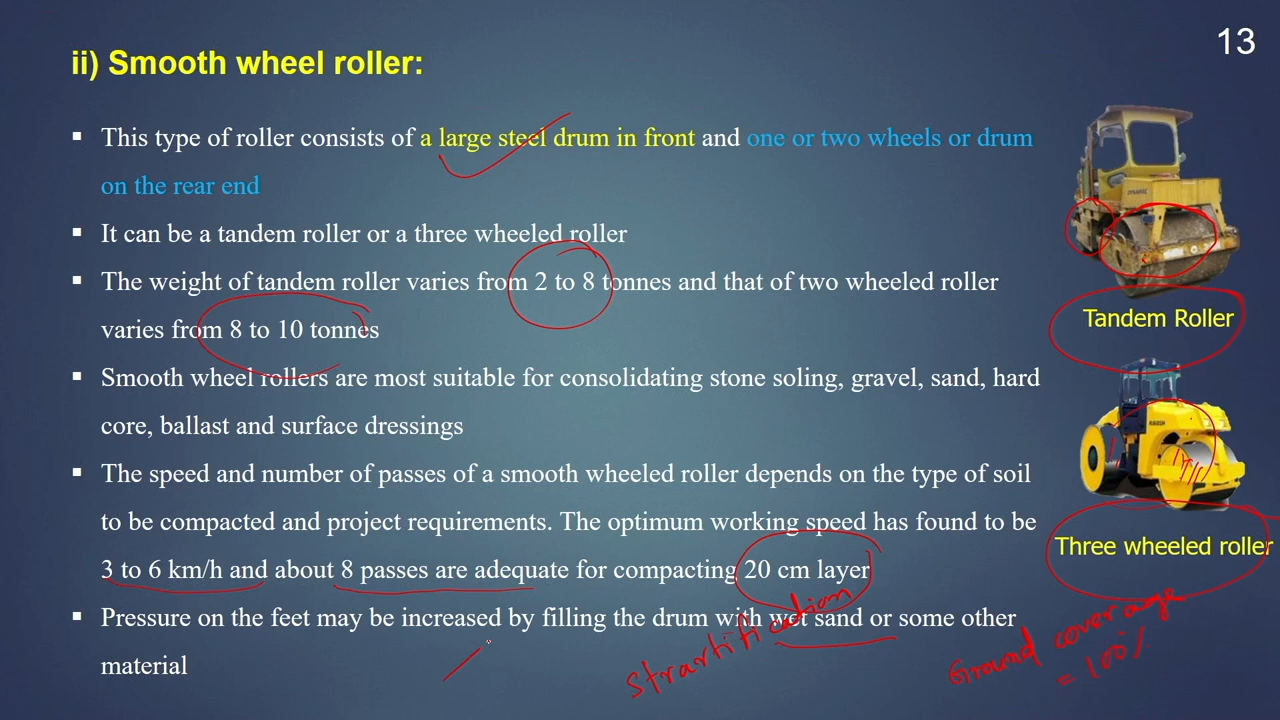 13
ii) Smooth wheel roller:
▪ This type of roller consists of a large steel drum in front and one or two wheels or drum
on the rear end
▪ It can be a tandem roller or a three wheeled roller
▪ The weight of tandem roller varies from 2 to 8 tonnes and that of two wheeled roller
varies from 8 to 10 tonnes
▪ Smooth wheel rollers are most suitable for consolidating stone soling, gravel, sand, hard
core, ballast and surface dressings
▪ The speed and number of passes of a smooth wheeled roller depends on the type of soil
to be compacted and project requirements. The optimum working speed has found to be
3 to 6 km/h and about 8 passes are adequate for compacting 20 cm layer
▪ Pressure on the feet may be increased by filling the drum with wet sand or some other
material
Tandem Roller
Three wheeled roller
strartification
Ground coverage
= 100%